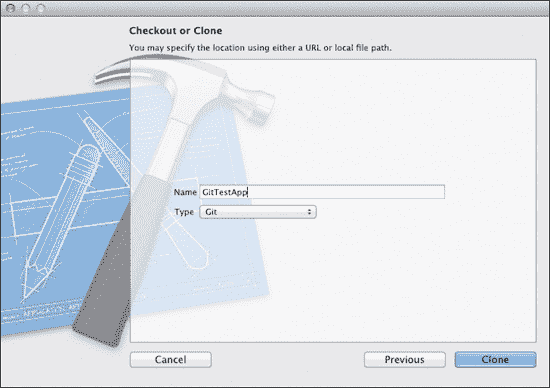 Checkout or Clone
You may specify the location using either a URL or local file path.
Name GitTestApp
Type Git
Cancel
Previous
Clone